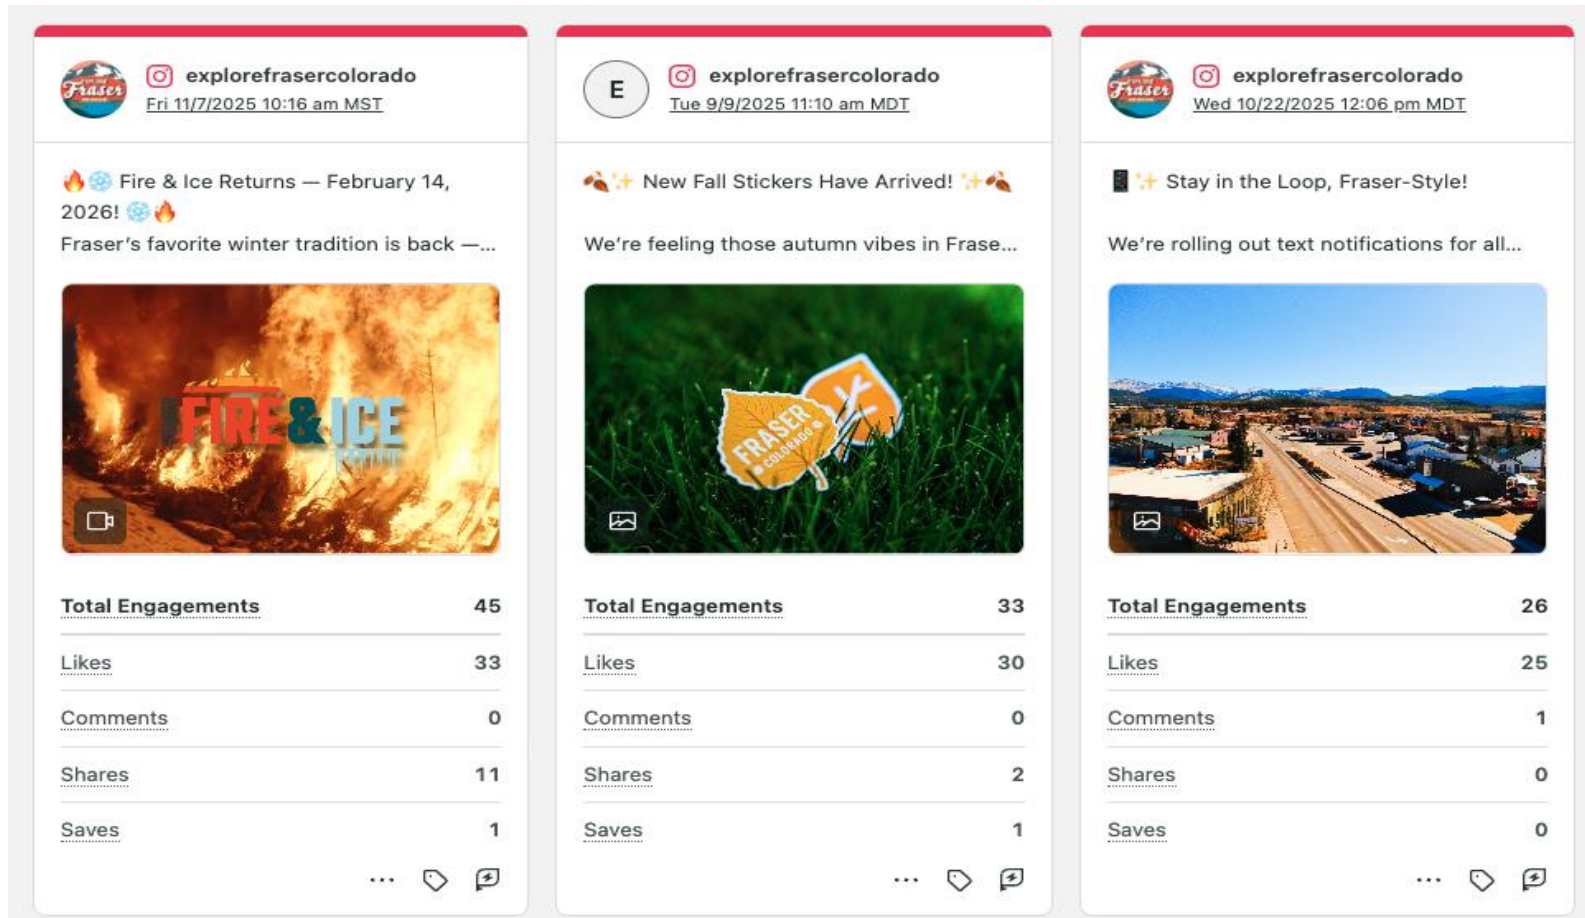 explorefrasercolorado
Fri 11/7/2025 10:16 am MST
🔥❄️ Fire & Ice Returns — February 14,
2026! ❄️🔥
Fraser's favorite winter tradition is back —...
FIRE & ICE
Total Engagements 45
Likes 33
Comments 0
Shares 11
Saves 1
E
explorefrasercolorado
Tue 9/9/2025 11:10 am MDT
🍂✨ New Fall Stickers Have Arrived! ✨🍂
We're feeling those autumn vibes in Frase...
FRASER
COLORADO
Total Engagements 33
Likes 30
Comments 0
Shares 2
Saves 1
Fraser
explorefrasercolorado
Wed 10/22/2025 12:06 pm MDT
📱✨ Stay in the Loop, Fraser-Style!
We're rolling out text notifications for all...
Total Engagements 26
Likes 25
Comments 1
Shares 0
Saves 0